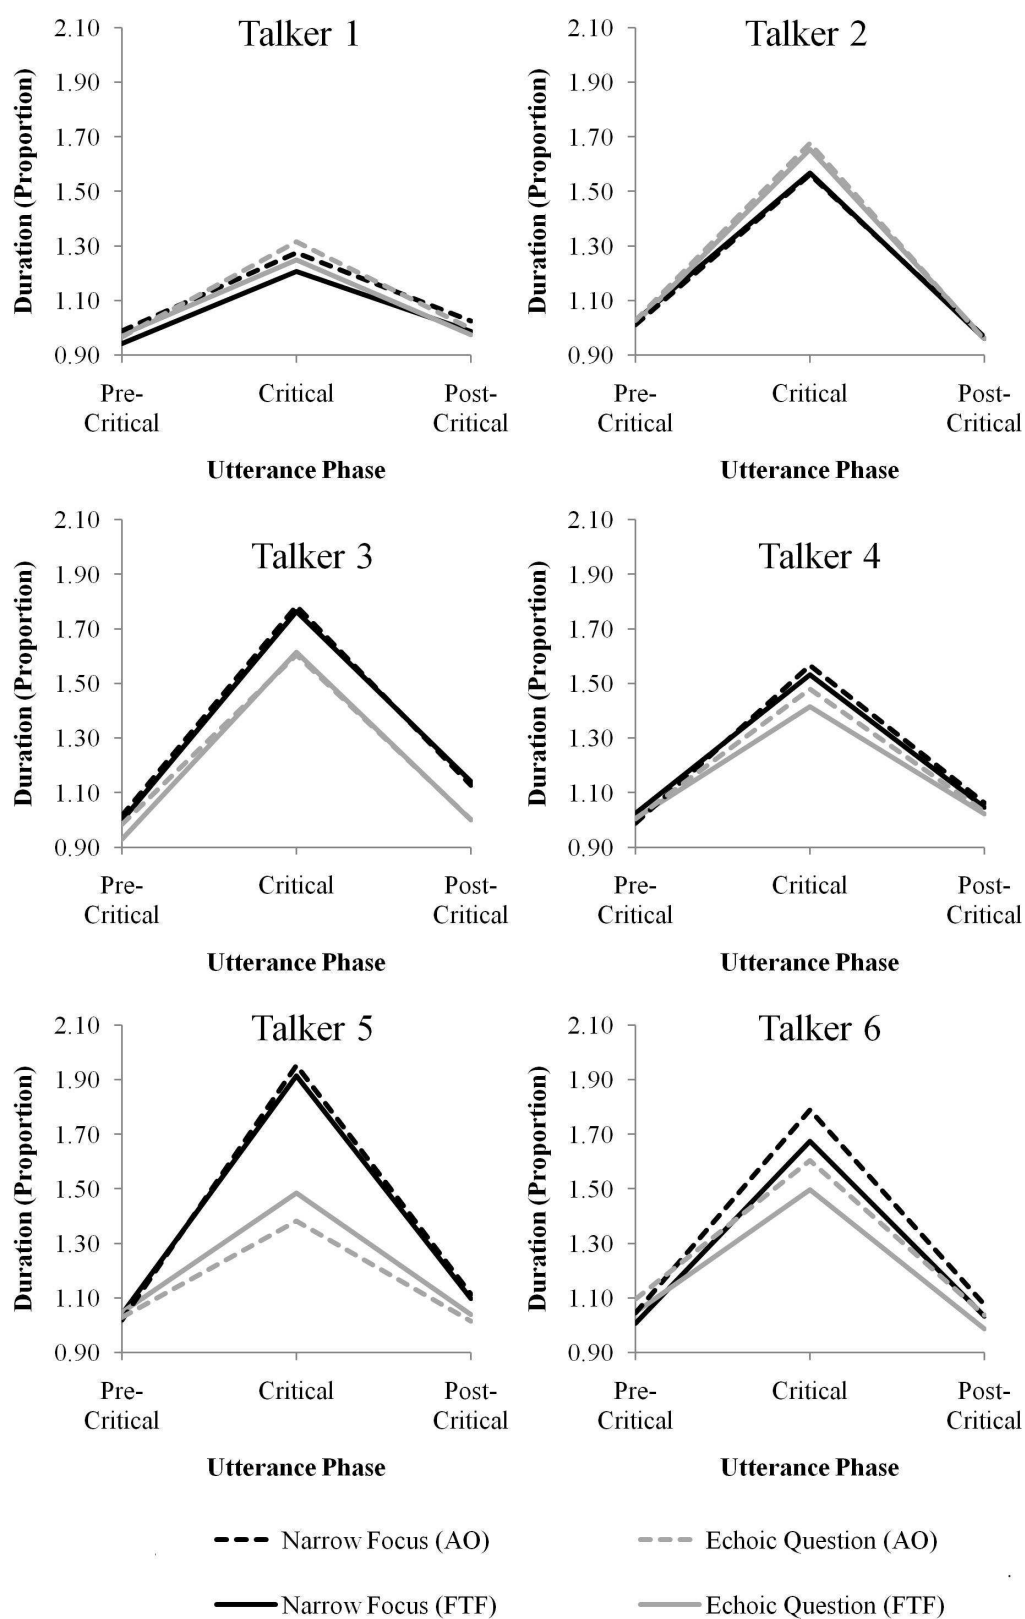 Talker 1
Duration (Proportion)
2.10
1.90
1.70
1.50
1.30
1.10
0.90
Pre-
Critical
Critical
Post-
Critical
Utterance Phase
Talker 2
Duration (Proportion)
2.10
1.90
1.70
1.50
1.30
1.10
0.90
Pre-
Critical
Critical
Post-
Critical
Utterance Phase
Talker 3
Duration (Proportion)
2.10
1.90
1.70
1.50
1.30
1.10
0.90
Pre-
Critical
Critical
Post-
Critical
Utterance Phase
Talker 4
Duration (Proportion)
2.10
1.90
1.70
1.50
1.30
1.10
0.90
Pre-
Critical
Critical
Post-
Critical
Utterance Phase
Talker 5
Duration (Proportion)
2.10
1.90
1.70
1.50
1.30
1.10
0.90
Pre-
Critical
Critical
Post-
Critical
Utterance Phase
Talker 6
Duration (Proportion)
2.10
1.90
1.70
1.50
1.30
1.10
0.90
Pre-
Critical
Critical
Post-
Critical
Utterance Phase
Narrow Focus (AO)
Echoic Question (AO)
Narrow Focus (FTF)
Echoic Question (FTF)